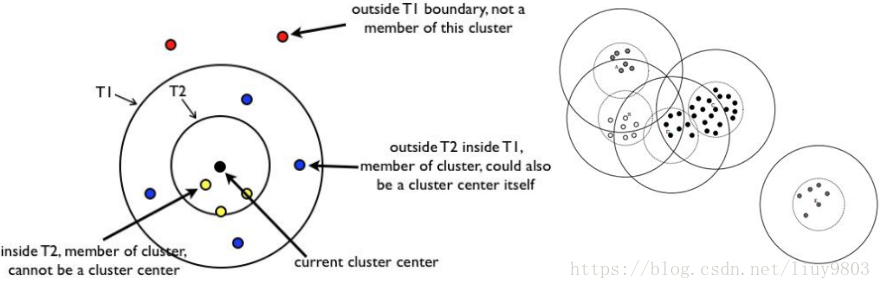 outside T1 boundary, not a
member of this cluster
T1
T2
outside T2 inside T1,
member of cluster, could also
be a cluster center itself
inside T2, member of cluster,
cannot be a cluster center
current cluster center
https://blog.csdn.net/liuy9803